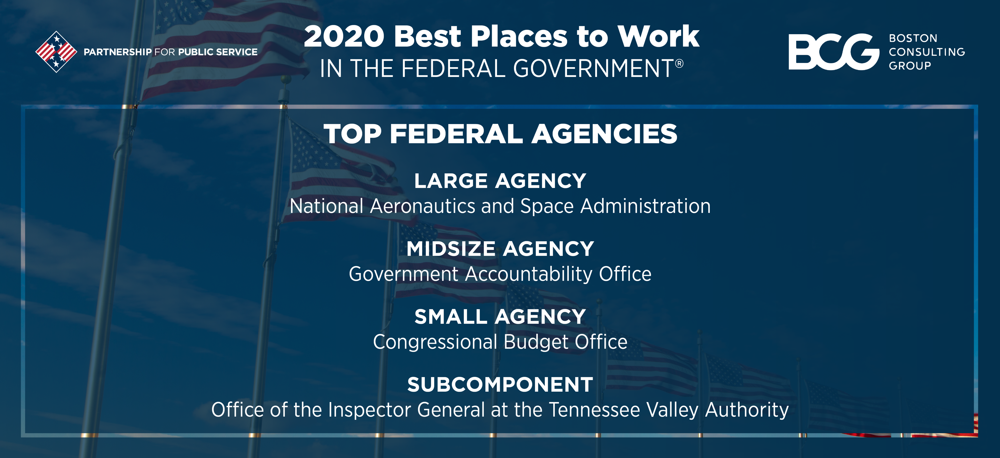 PARTNERSHIP FOR PUBLIC SERVICE
2020 Best Places to Work
IN THE FEDERAL GOVERNMENT®
BCG
BOSTON
CONSULTING
GROUP
TOP FEDERAL AGENCIES
LARGE AGENCY
National Aeronautics and Space Administration
MIDSIZE AGENCY
Government Accountability Office
SMALL AGENCY
Congressional Budget Office
SUBCOMPONENT
Office of the Inspector General at the Tennessee Valley Authority